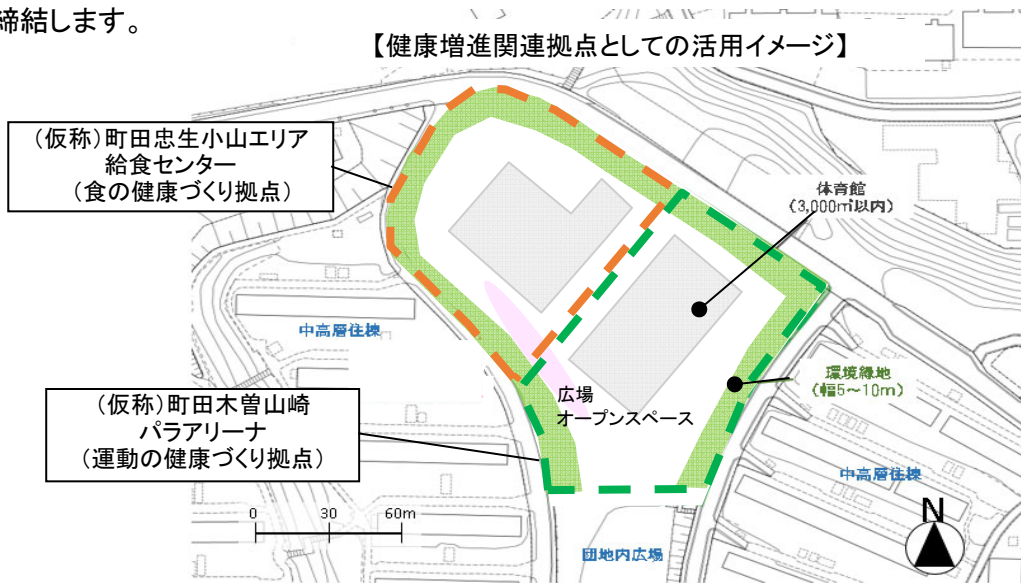 締結します。
【健康増進関連拠点としての活用イメージ】
（仮称）町田忠生小山エリア
給食センター
（食の健康づくり拠点）
体育館
（3,000㎡以内）
中高層住棟
環境緑地
（幅5～10m）
広場
オープンスペース
（仮称）町田木曽山崎
パラアリーナ
（運動の健康づくり拠点）
中高層住棟
0 30 60m
団地内広場
N